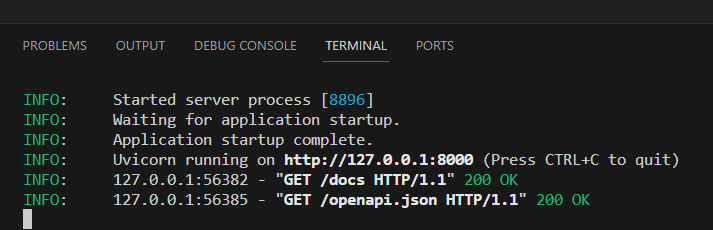 PROBLEMS OUTPUT DEBUG CONSOLE TERMINAL PORTS
INFO: Started server process [8896]
INFO: Waiting for application startup.
INFO: Application startup complete.
INFO: Uvicorn running on http://127.0.0.1:8000 (Press CTRL+C to quit)
INFO: 127.0.0.1:56382 - "GET /docs HTTP/1.1" 200 OK
INFO: 127.0.0.1:56385 - "GET /openapi.json HTTP/1.1" 200 OK